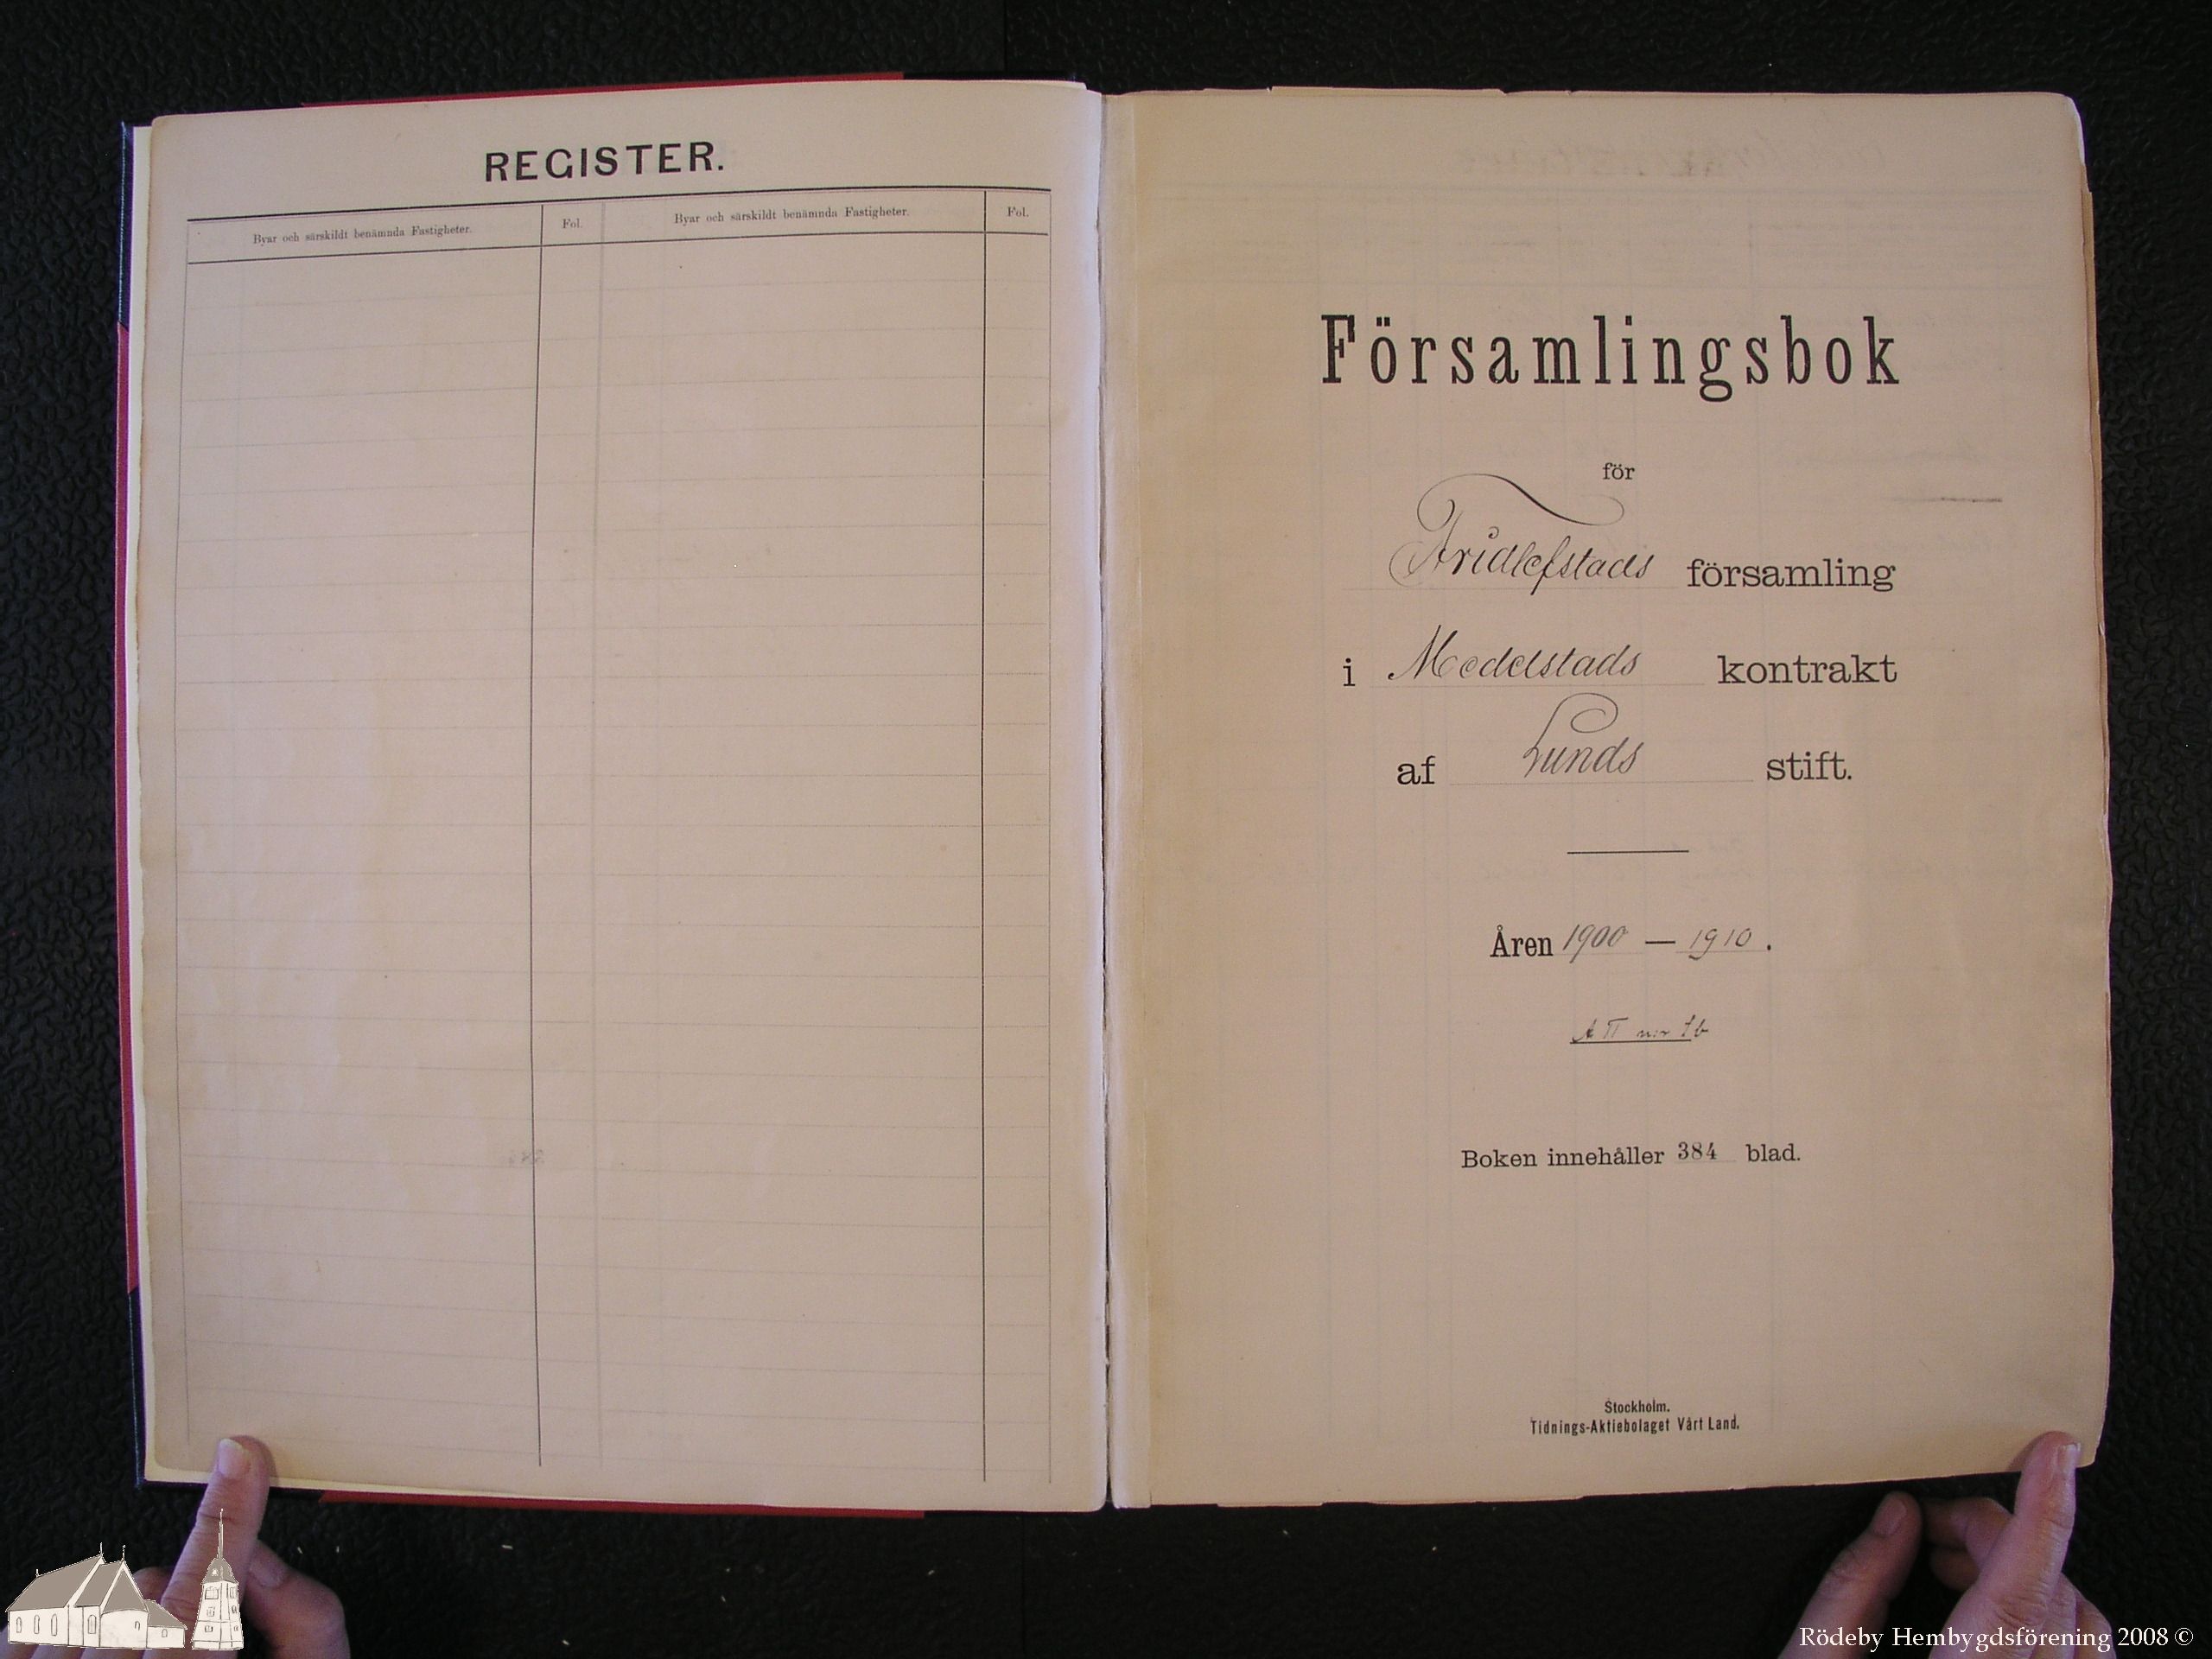 REGISTER.
Byar och särskildt benämnda Fastigheter.
Fol.
Byar och särskildt benämnda Fastigheter.
Fol.
Församlingsbok
för
Fridlefstads församling
i Medelstads kontrakt
af Lunds stift.
Åren 1900 — 1910.
A II
Boken innehåller 384 blad.
Stockholm.
Tidnings-Aktiebolaget Vårt Land.
Rödeby Hembygdsförening 2008 ©